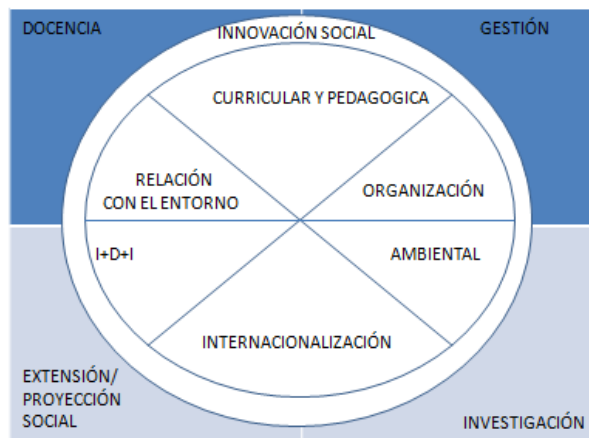 DOCENCIA
INNOVACIÓN SOCIAL
GESTIÓN
CURRICULAR Y PEDAGOGICA
RELACIÓN
CON EL ENTORNO
ORGANIZACIÓN
I+D+I
AMBIENTAL
INTERNACIONALIZACIÓN
EXTENSIÓN/
PROYECCIÓN
SOCIAL
INVESTIGACIÓN